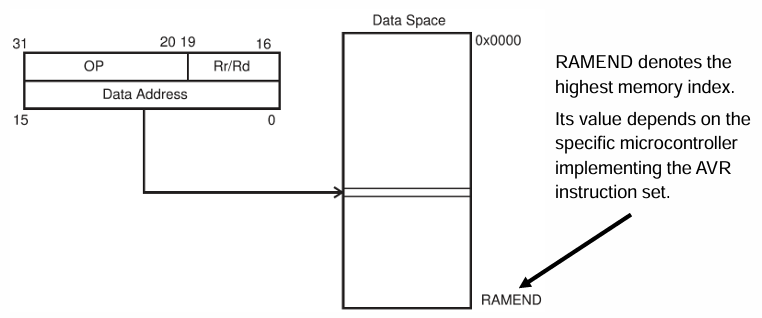 Data Space
31 20 19 16
0x0000
OP Rr/Rd
Data Address
15 0
RAMEND denotes the
highest memory index.
Its value depends on the
specific microcontroller
implementing the AVR
instruction set.
RAMEND